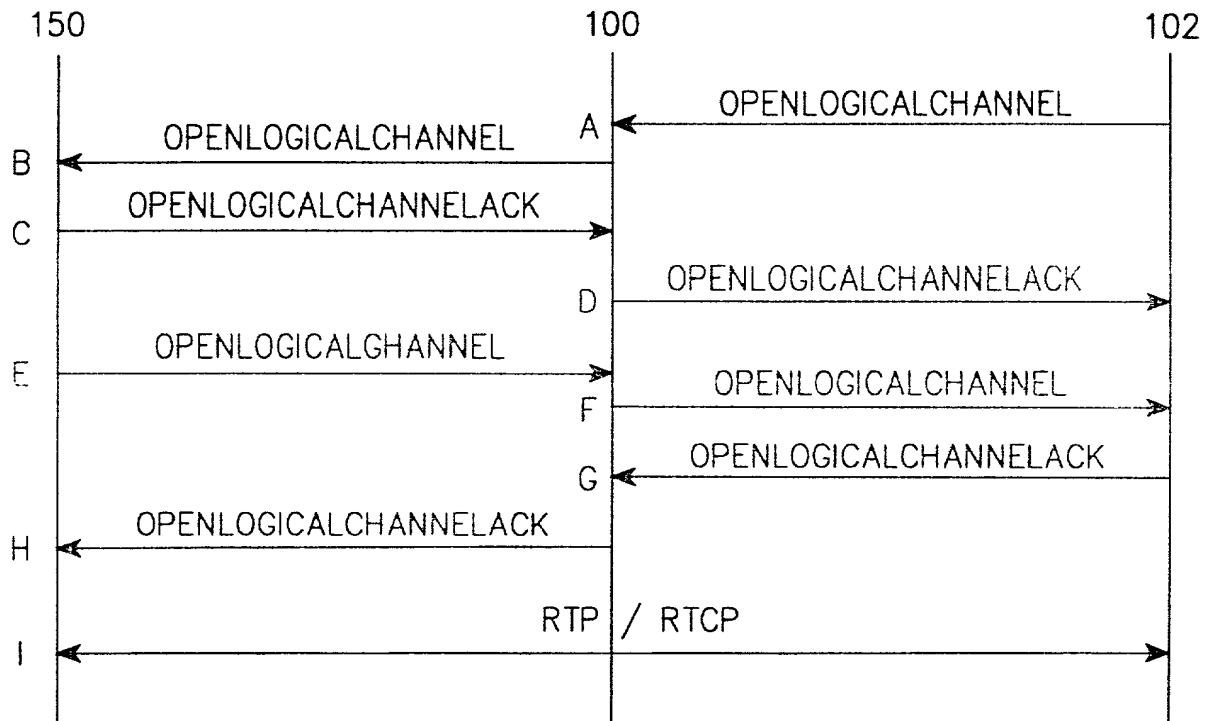 150 100 102
OPENLOGICALCHANNEL
A
OPENLOGICALCHANNEL
B
OPENLOGICALCHANNELACK
C
OPENLOGICALCHANNELACK
D
OPENLOGICALGHANNEL
E
OPENLOGICALCHANNEL
F
OPENLOGICALCHANNELACK
G
OPENLOGICALCHANNELACK
H
RTP / RTCP
I